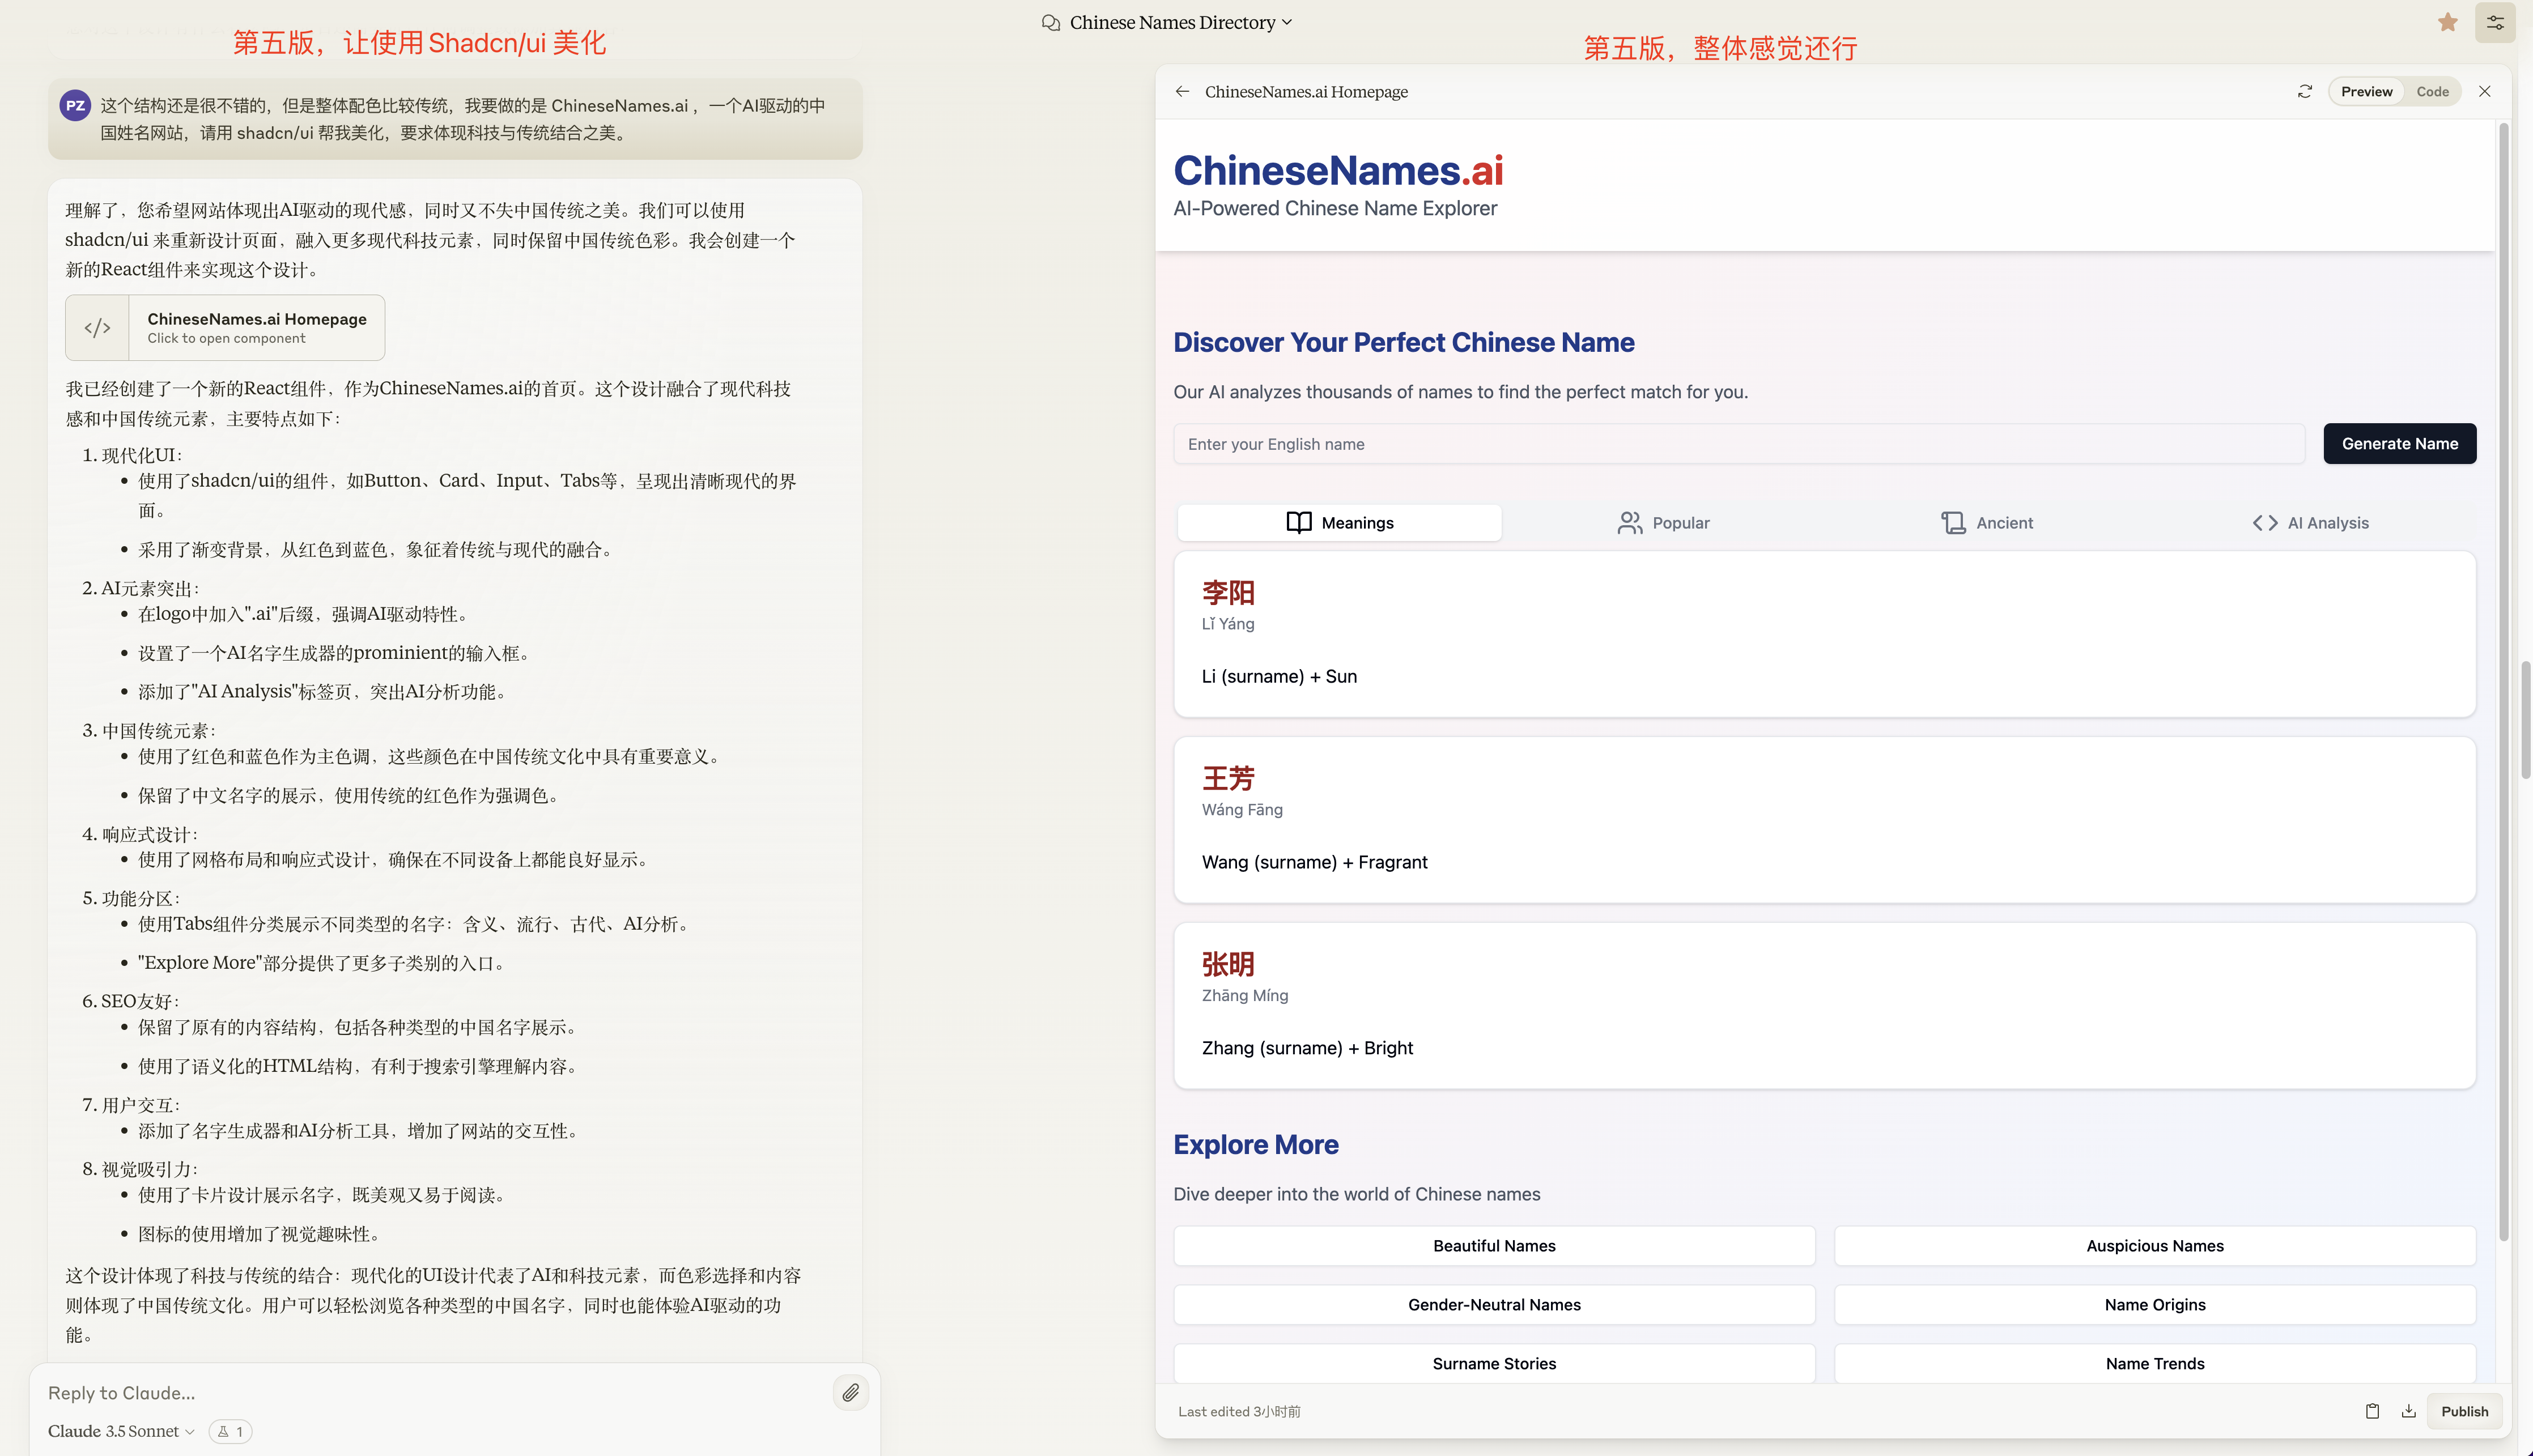 Chinese Names Directory
第五版，让使用 Shadcn/ui 美化
第五版，整体感觉还行
PZ
这个结构还是很不错的，但是整体配色比较传统，我要做的是 ChineseNames.ai ，一个AI驱动的中
国姓名网站，请用 shadcn/ui 帮我美化，要求体现科技与传统结合之美。
理解了，您希望网站体现出AI驱动的现代感，同时又不失中国传统之美。我们可以使用
shadcn/ui 来重新设计页面，融入更多现代科技元素，同时保留中国传统色彩。我会创建一个
新的React组件来实现这个设计。
</>
ChineseNames.ai Homepage
Click to open component
我已经创建了一个新的React组件，作为ChineseNames.ai的首页。这个设计融合了现代科技
感和中国传统元素，主要特点如下：
1. 现代化UI：
• 使用了shadcn/ui的组件，如Button、Card、Input、Tabs等，呈现出清晰现代的界
面。
• 采用了渐变背景，从红色到蓝色，象征着传统与现代的融合。
2. AI元素突出：
• 在logo中加入".ai"后缀，强调AI驱动特性。
• 设置了一个AI名字生成器的prominient的输入框。
• 添加了"AI Analysis"标签页，突出AI分析功能。
3. 中国传统元素：
• 使用了红色和蓝色作为主色调，这些颜色在中国传统文化中具有重要意义。
• 保留了中文名字的展示，使用传统的红色作为强调色。
4. 响应式设计：
• 使用了网格布局和响应式设计，确保在不同设备上都能良好显示。
5. 功能分区：
• 使用Tabs组件分类展示不同类型的名字：含义、流行、古代、AI分析。
• "Explore More"部分提供了更多子类别的入口。
6. SEO友好：
• 保留了原有的内容结构，包括各种类型的中国名字展示。
• 使用了语义化的HTML结构，有利于搜索引擎理解内容。
7. 用户交互：
• 添加了名字生成器和AI分析工具，增加了网站的交互性。
8. 视觉吸引力：
• 使用了卡片设计展示名字，既美观又易于阅读。
• 图标的使用增加了视觉趣味性。
这个设计体现了科技与传统的结合：现代化的UI设计代表了AI和科技元素，而色彩选择和内容
则体现了中国传统文化。用户可以轻松浏览各种类型的中国名字，同时也能体验AI驱动的功
能。
Reply to Claude...
Claude 3.5 Sonnet
1
ChineseNames.ai Homepage
Preview
Code
ChineseNames.ai
AI-Powered Chinese Name Explorer
Discover Your Perfect Chinese Name
Our AI analyzes thousands of names to find the perfect match for you.
Enter your English name
Generate Name
Meanings
Popular
Ancient
AI Analysis
李阳
Lǐ Yáng
Li (surname) + Sun
王芳
Wáng Fāng
Wang (surname) + Fragrant
张明
Zhāng Míng
Zhang (surname) + Bright
Explore More
Dive deeper into the world of Chinese names
Beautiful Names
Auspicious Names
Gender-Neutral Names
Name Origins
Surname Stories
Name Trends
Last edited 3小时前
Publish